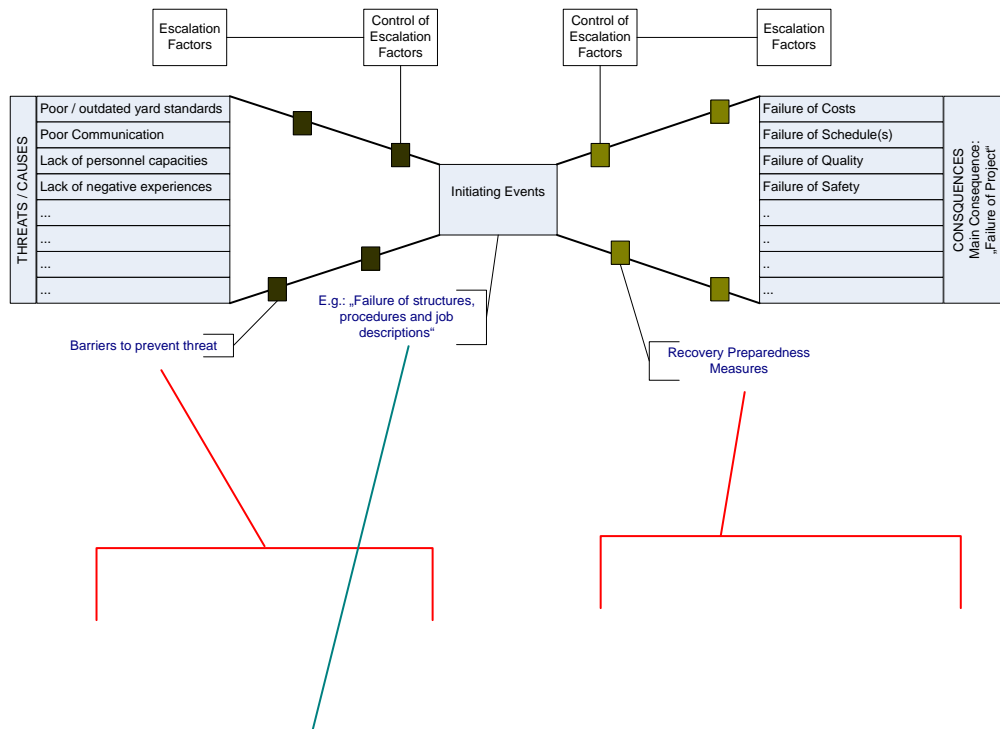 Escalation
Factors
Control of
Escalation
Factors
Control of
Escalation
Factors
Escalation
Factors
THREATS / CAUSES
Poor / outdated yard standards
Poor Communication
Lack of personnel capacities
Lack of negative experiences
...
...
...
...
Initiating Events
Failure of Costs
Failure of Schedule(s)
Failure of Quality
Failure of Safety
..
..
..
...
CONSQUENCES
Main Consequence:
„Failure of Project“
Barriers to prevent threat
E.g.: „Failure of structures,
procedures and job
descriptions“
Recovery Preparedness
Measures